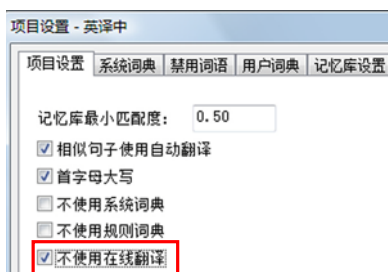 项目设置 - 英译中
项目设置 系统词典 禁用词语 用户词典 记忆库设置
记忆库最小匹配度： 0.50
相似句子使用自动翻译
首字母大写
不使用系统词典
不使用规则词典
不使用在线翻译